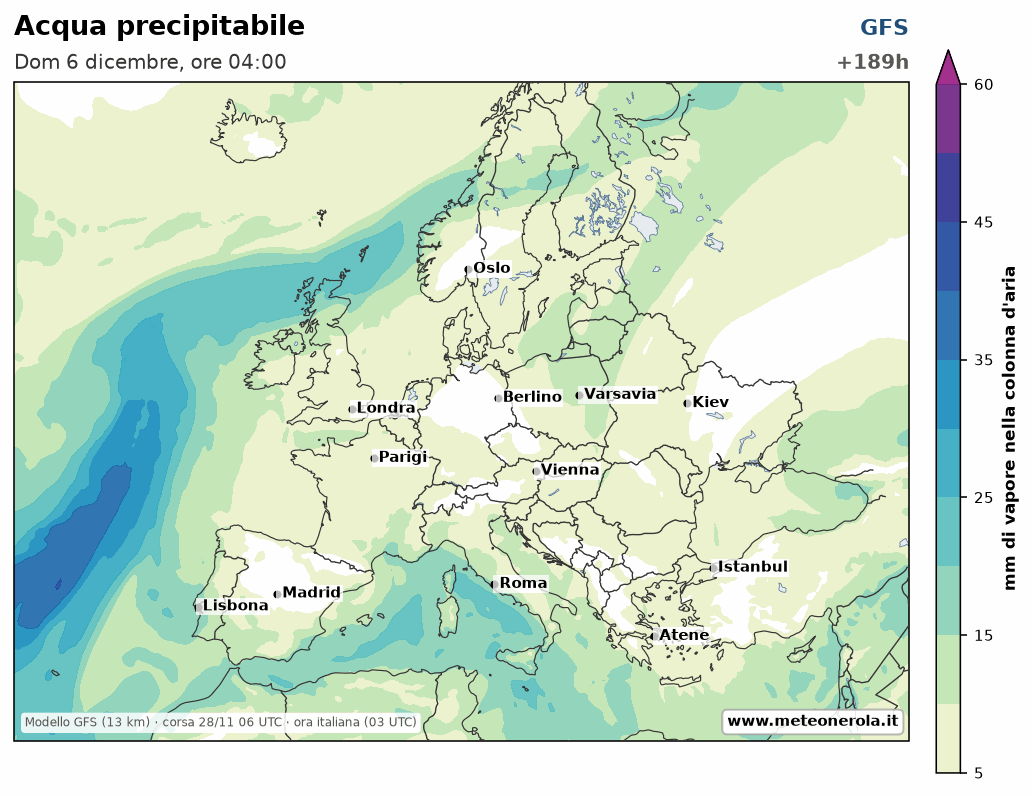 Acqua precipitabile
GFS
Dom 6 dicembre, ore 04:00
+189h
60
45
35
25
15
5
mm di vapore nella colonna d'aria
Oslo
Berlino
Varsavia
Kiev
Londra
Parigi
Vienna
Istanbul
Roma
Madrid
Lisbona
Atene
Modello GFS (13 km) · corsa 28/11 06 UTC · ora italiana (03 UTC)
www.meteonerola.it